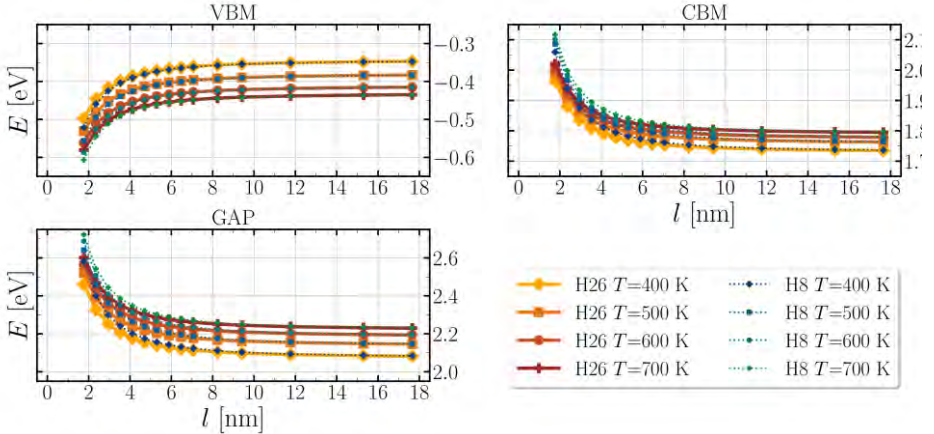 VBM
CBM
E [eV]
−0.3
−0.4
−0.5
−0.6
0 2 4 6 8 10 12 14 16 18
2.0
1.9
1.8
1.7
0 2 4 6 8 10 12 14 16 18
l [nm]
GAP
E [eV]
2.6
2.4
2.2
2.0
0 2 4 6 8 10 12 14 16 18
l [nm]
H26 T=400 K
H26 T=500 K
H26 T=600 K
H26 T=700 K
H8 T=400 K
H8 T=500 K
H8 T=600 K
H8 T=700 K